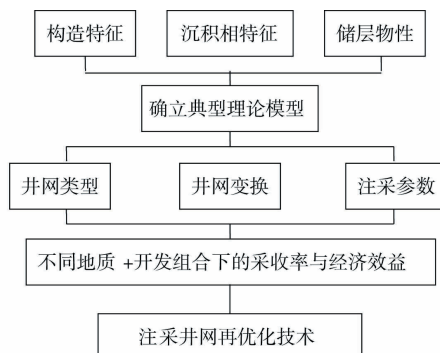 构造特征
沉积相特征
储层物性
确立典型理论模型
井网类型
井网变换
注采参数
不同地质 +开发组合下的采收率与经济效益
注采井网再优化技术